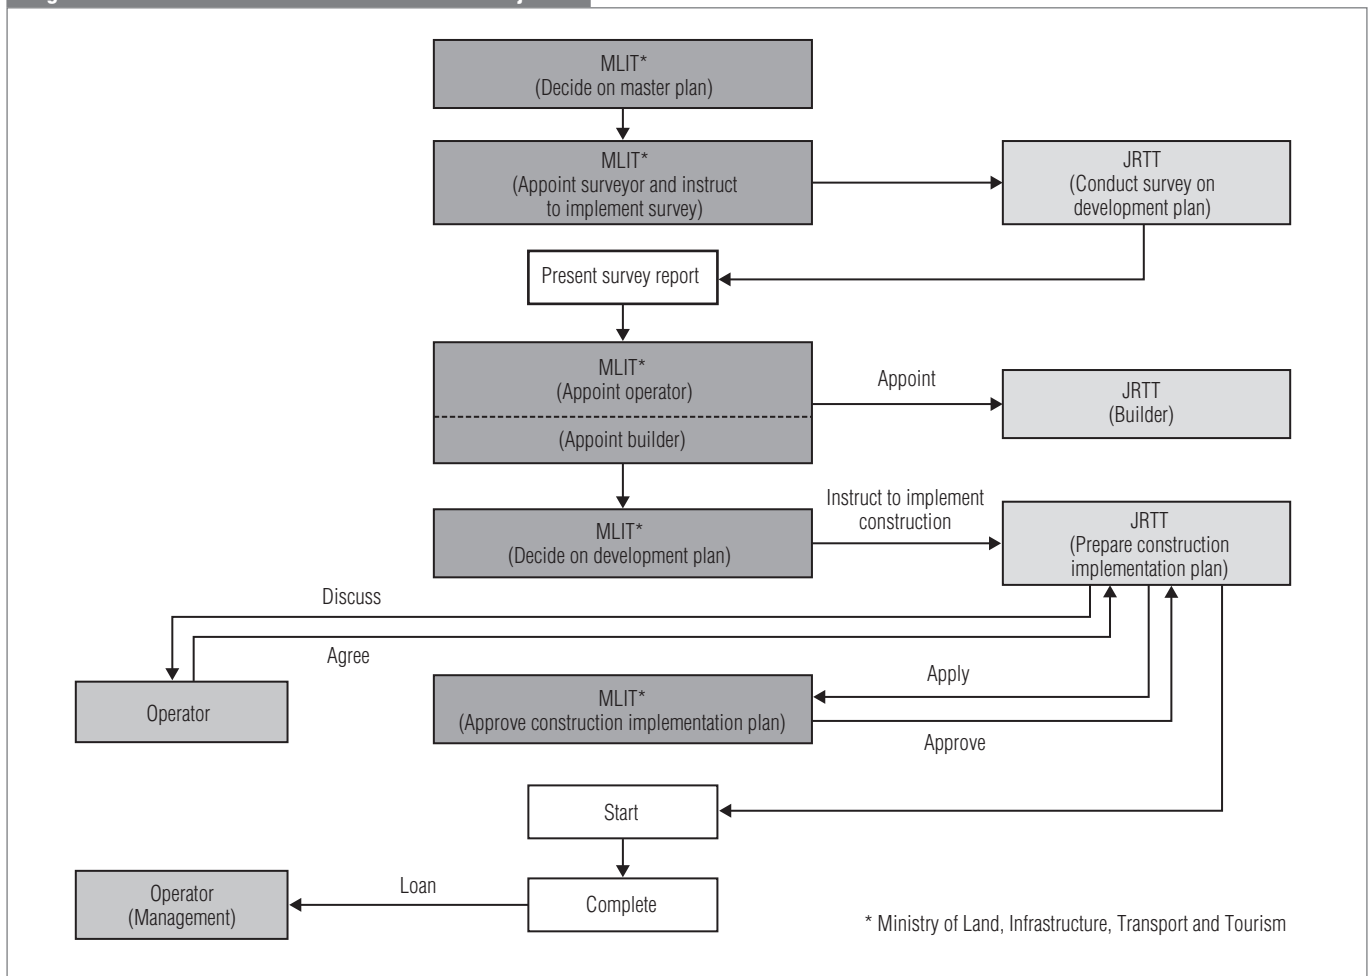 MLIT*
(Decide on master plan)
MLIT*
(Appoint surveyor and instruct
to implement survey)
JRTT
(Conduct survey on
development plan)
Present survey report
MLIT*
(Appoint operator)
(Appoint builder)
Appoint
JRTT
(Builder)
MLIT*
(Decide on development plan)
Instruct to implement
construction
JRTT
(Prepare construction
implementation plan)
Discuss
Agree
Operator
MLIT*
(Approve construction implementation plan)
Apply
Approve
Start
Complete
Loan
Operator
(Management)
* Ministry of Land, Infrastructure, Transport and Tourism